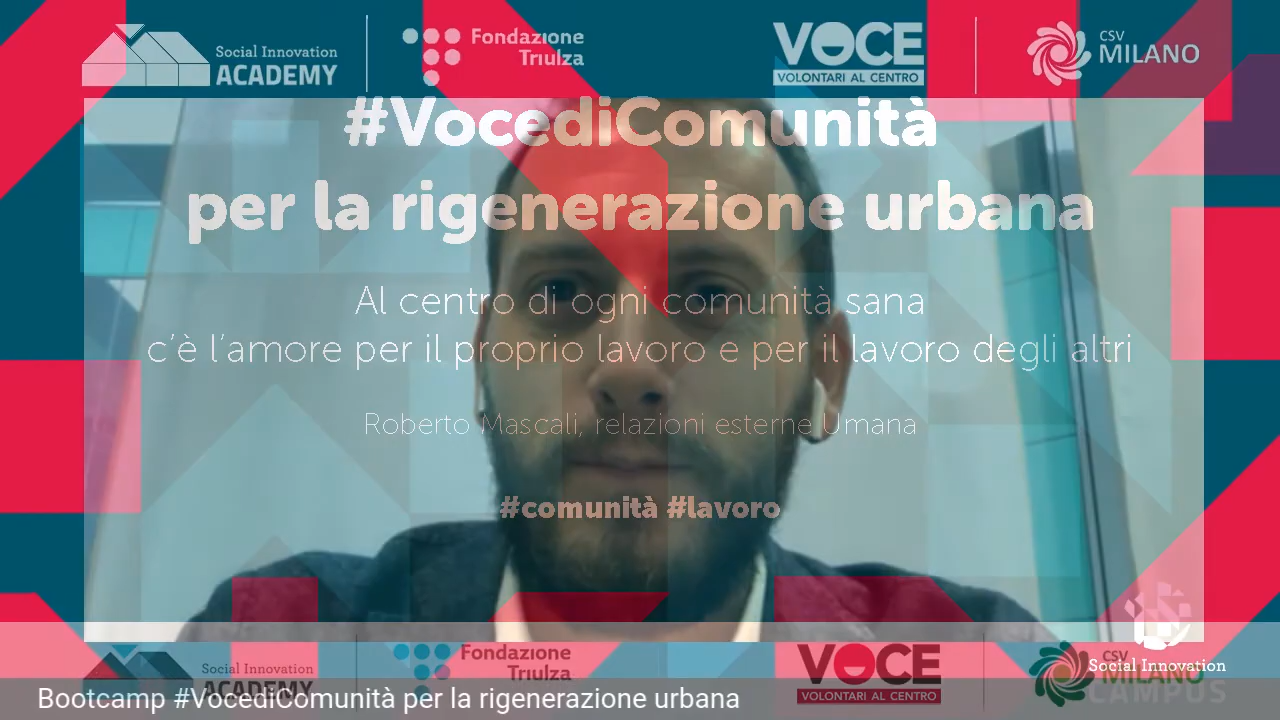 Social Innovation
ACADEMY
Fondazione
Triulza
VOCE
VOLONTARI AL CENTRO
CSV
MILANO
#VocediComunità
per la rigenerazione urbana
Al centro di ogni comunità sana
c'è l'amore per il proprio lavoro e per il lavoro degli altri
Roberto Mascali, relazioni esterne Umana
#comunità #lavoro
Social Innovation
ACADEMY
Fondazione
Triulza
VOCE
VOLONTARI AL CENTRO
CSV
MILANO
Social Innovation
CAMPUS
Bootcamp #VocediComunità per la rigenerazione urbana